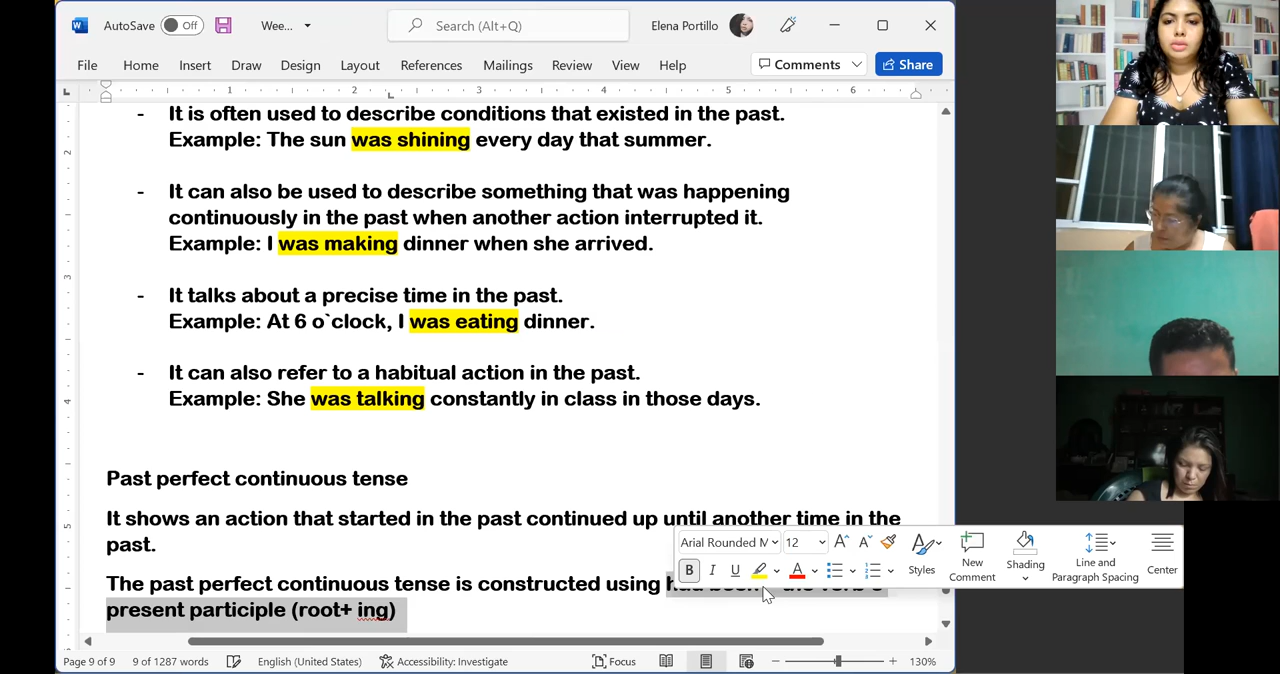 AutoSave Off Wee... Search (Alt+Q) Elena Portillo
File Home Insert Draw Design Layout References Mailings Review View Help Comments Share
1 2 3 4 5 6
- It is often used to describe conditions that existed in the past.
Example: The sun was shining every day that summer.
- It can also be used to describe something that was happening
continuously in the past when another action interrupted it.
Example: I was making dinner when she arrived.
- It talks about a precise time in the past.
Example: At 6 o`clock, I was eating dinner.
- It can also refer to a habitual action in the past.
Example: She was talking constantly in class in those days.
Past perfect continuous tense
It shows an action that started in the past continued up until another time in the
past.
The past perfect continuous tense is constructed using
present participle (root+ ing)
Arial Rounded M 12
Styles New Comment Shading Line and Paragraph Spacing Center
Page 9 of 9 9 of 1287 words English (United States) Accessibility: Investigate Focus 130%